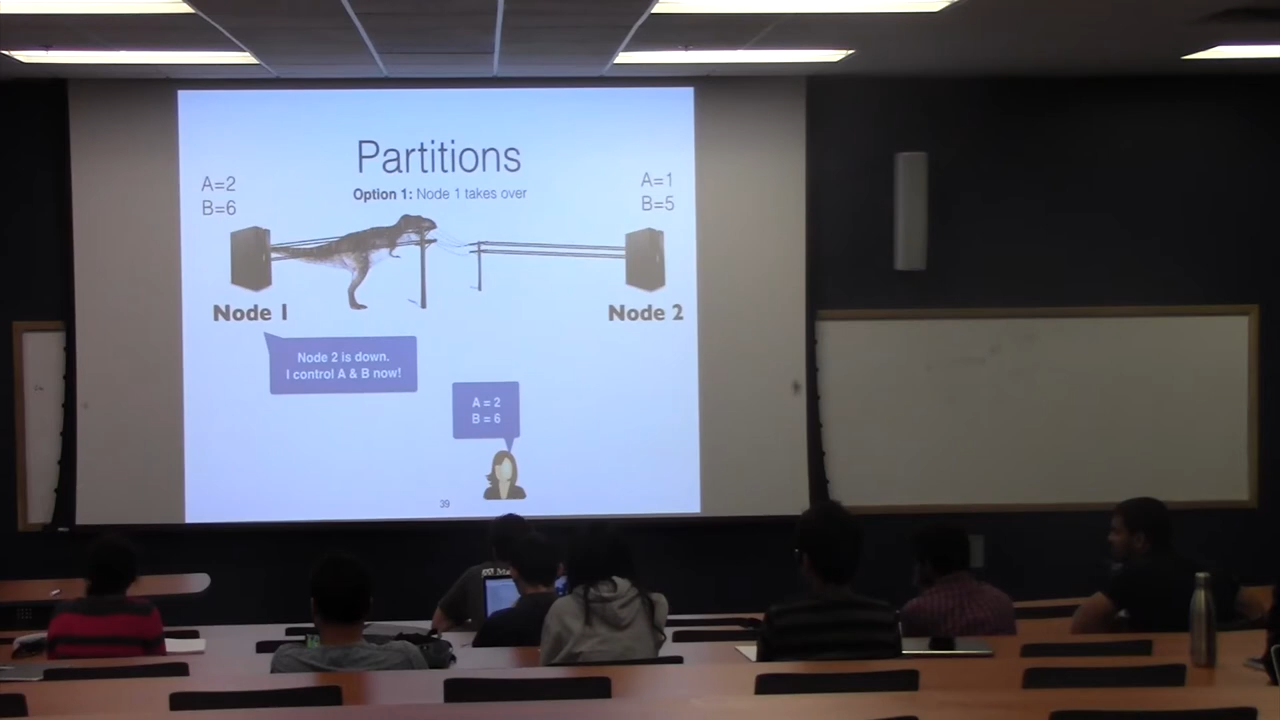 Partitions
Option 1: Node 1 takes over
A=2
B=6
A=1
B=5
Node 1
Node 2
Node 2 is down.
I control A & B now!
A = 2
B = 6
39